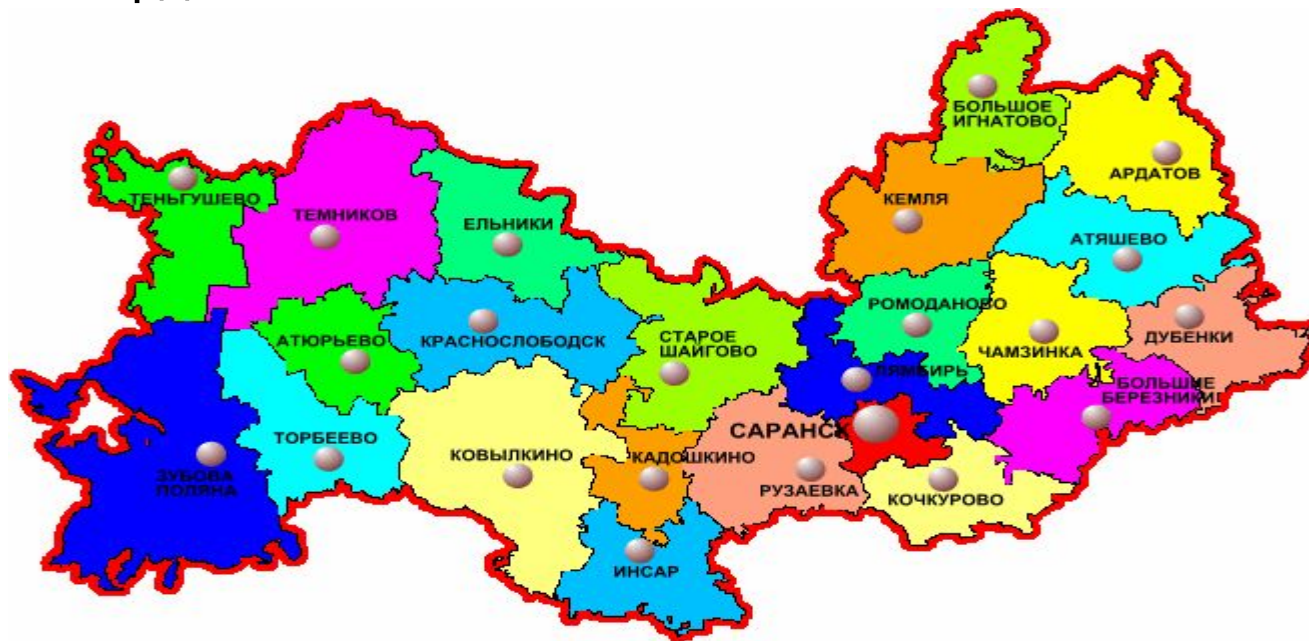 БОЛЬШОЕ
ИГНАТОВО
АРДАТОВ
ТЕНЬГУШЕВО
ТЕМНИКОВ
ЕЛЬНИКИ
КЕМЛЯ
АТЯШЕВО
РОМОДАНОВО
АТЮРЬЕВО
КРАСНОСЛОБОДСК
СТАРОЕ
ШАЙГОВО
ЧАМЗИНКА
ДУБЕНКИ
ЛЯМБИРЬ
БОЛЬШИЕ
БЕРЕЗНИКИ
САРАНСК
ТОРБЕЕВО
КОВЫЛКИНО
КАДОШКИНО
ЗУБОВА
ПОЛЯНА
РУЗАЕВКА
КОЧКУРОВО
ИНСАР